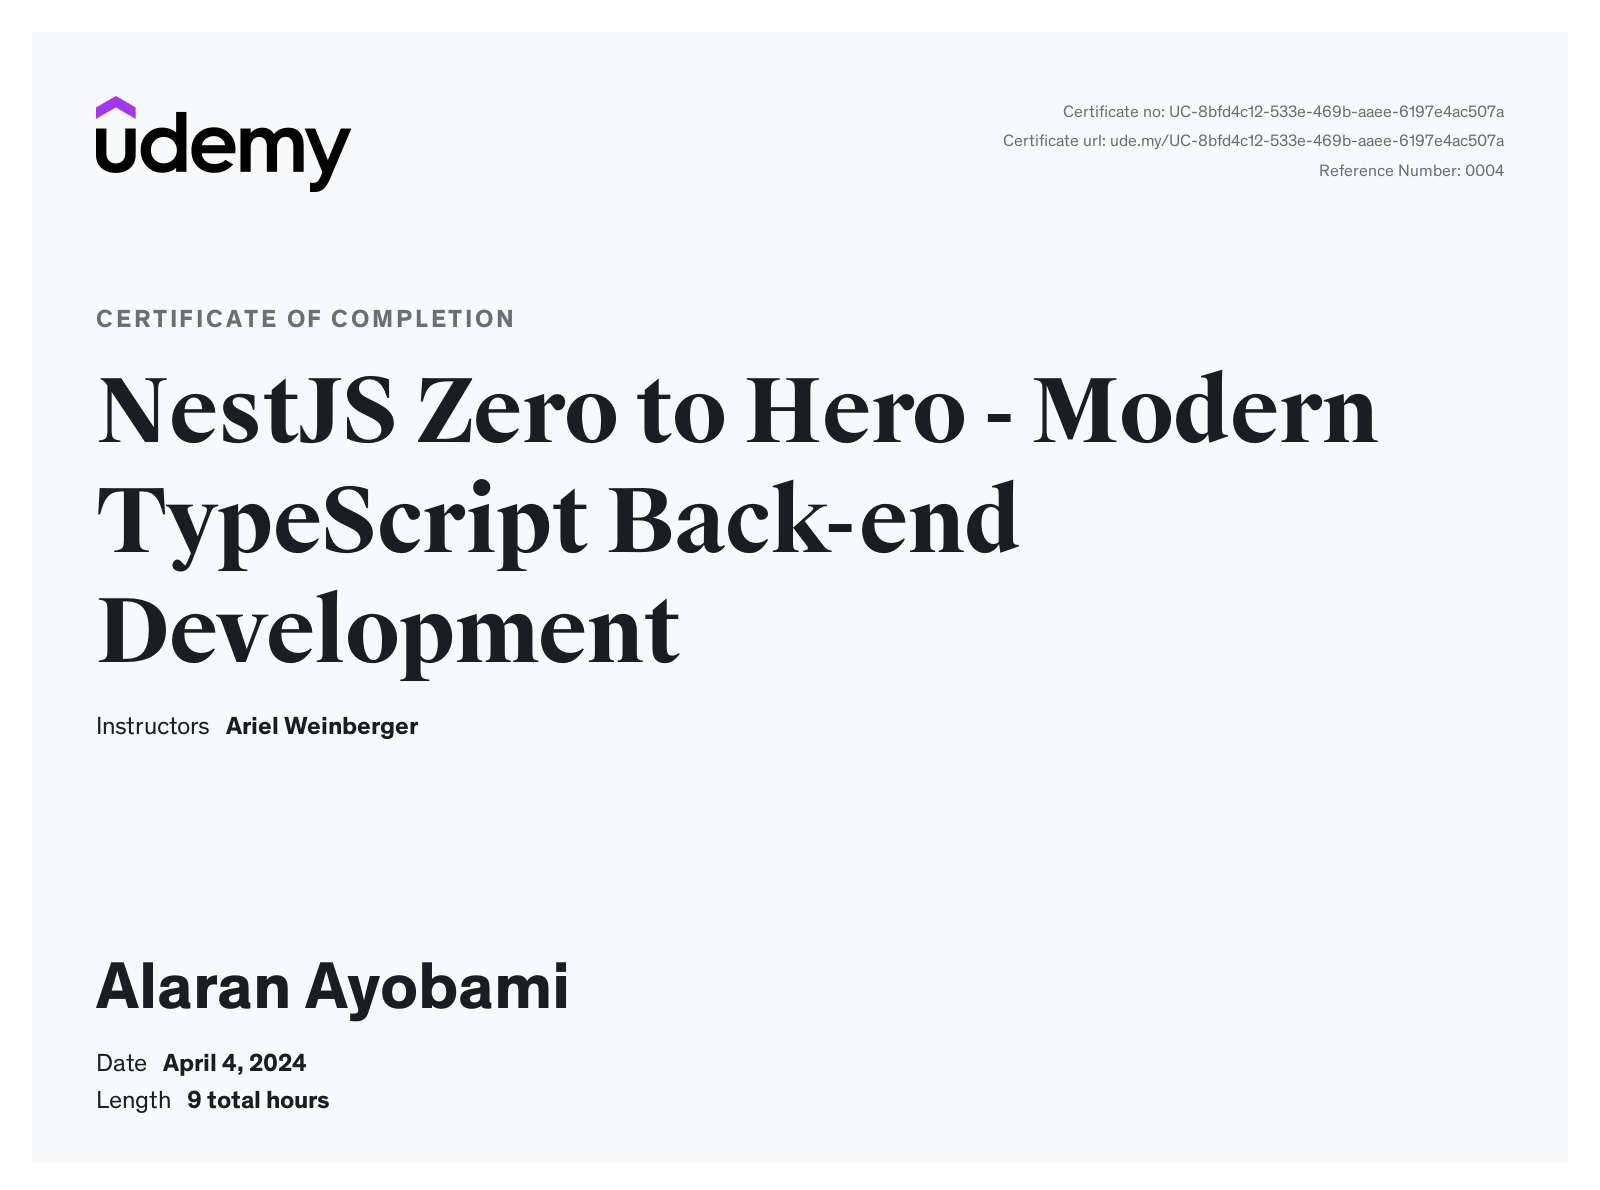 udemy
Certificate no: UC-8bfd4c12-533e-469b-aaee-6197e4ac507a
Certificate url: ude.my/UC-8bfd4c12-533e-469b-aaee-6197e4ac507a
Reference Number: 0004
CERTIFICATE OF COMPLETION
NestJS Zero to Hero - Modern
TypeScript Back-end
Development
Instructors Ariel Weinberger
Alaran Ayobami
Date April 4, 2024
Length 9 total hours